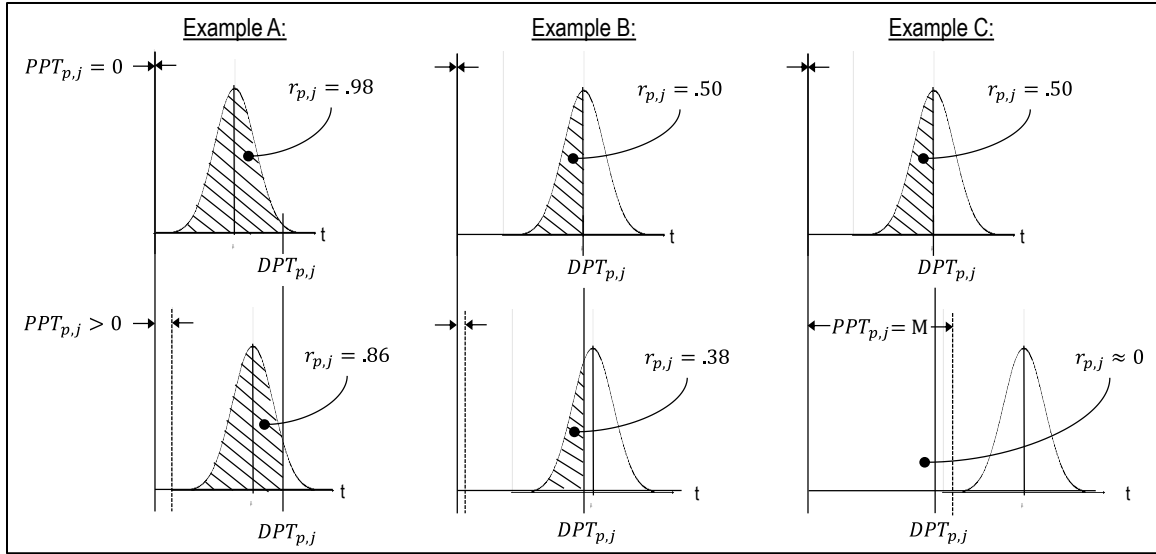 Example A:
Example B:
Example C:
PPT_{p,j} = 0
r_{p,j} = .98
r_{p,j} = .50
r_{p,j} = .50
t
t
t
DPT_{p,j}
DPT_{p,j}
DPT_{p,j}
PPT_{p,j} > 0
PPT_{p,j} = M
r_{p,j} = .86
r_{p,j} = .38
r_{p,j} ≈ 0
t
t
t
DPT_{p,j}
DPT_{p,j}
DPT_{p,j}